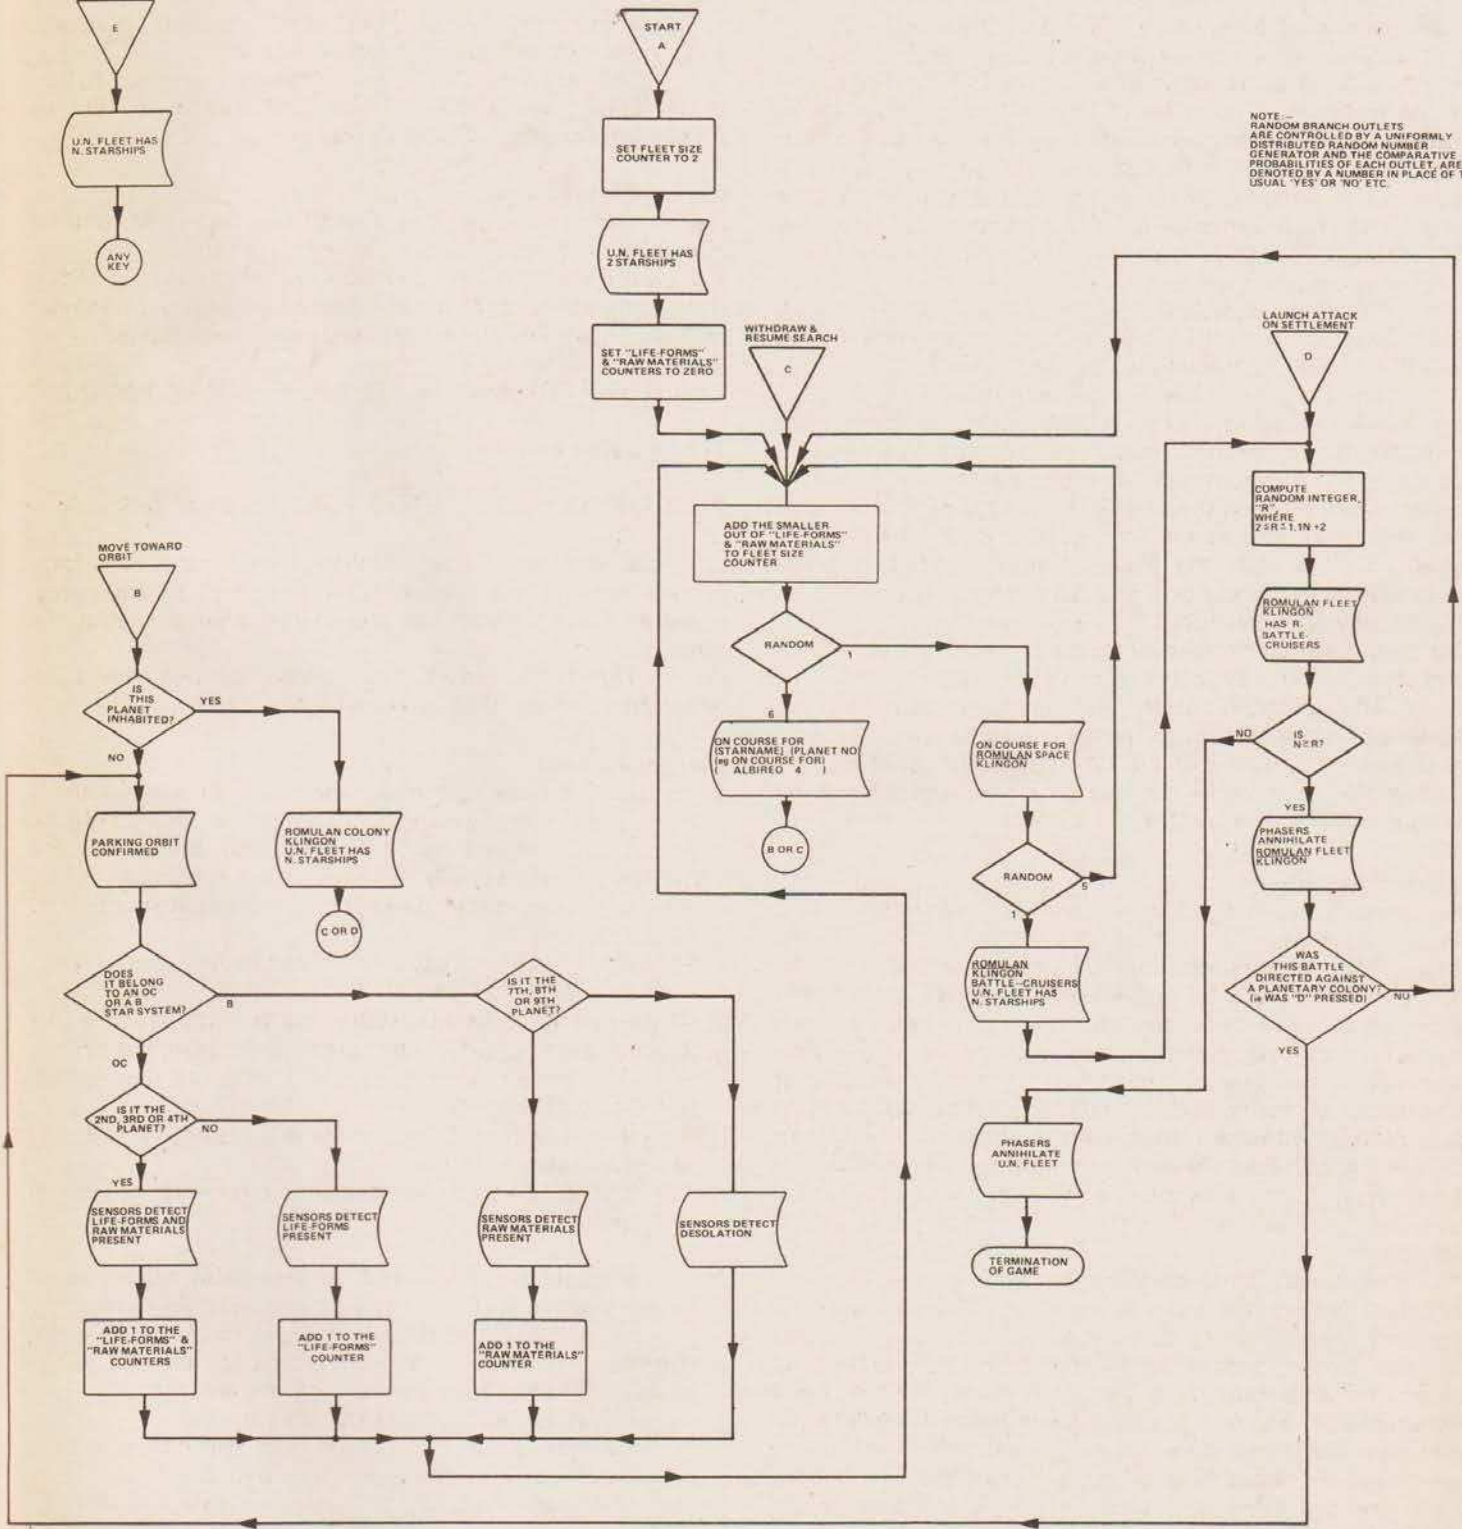 E
U.N. FLEET HAS
N. STARSHIPS
ANY
KEY
START
A
SET FLEET SIZE
COUNTER TO 2
U.N. FLEET HAS
2 STARSHIPS
SET "LIFE-FORMS"
& "RAW MATERIALS"
COUNTERS TO ZERO
WITHDRAW &
RESUME SEARCH
C
ADD THE SMALLER
OUT OF "LIFE-FORMS"
& "RAW MATERIALS"
TO FLEET SIZE
COUNTER
RANDOM
1
6
ON COURSE FOR
(STARNAME) (PLANET NO)
(eg ON COURSE FOR)
( ALBIREO 4 )
B OR C
ON COURSE FOR
ROMULAN SPACE
KLINGON
RANDOM
5
1
ROMULAN
KLINGON
BATTLE-CRUISERS
U.N. FLEET HAS
N. STARSHIPS
NOTE:-
RANDOM BRANCH OUTLETS
ARE CONTROLLED BY A UNIFORMLY
DISTRIBUTED RANDOM NUMBER
GENERATOR AND THE COMPARATIVE
PROBABILITIES OF EACH OUTLET, ARE
DENOTED BY A NUMBER IN PLACE OF
USUAL 'YES' OR 'NO' ETC.
LAUNCH ATTACK
ON SETTLEMENT
D
COMPUTE
RANDOM INTEGER,
"R"
WHERE
2≤R≤1.1N+2
ROMULAN FLEET
KLINGON
HAS R.
BATTLE-
CRUISERS
IS
N≥R?
NO
YES
PHASERS
ANNIHILATE
ROMULAN FLEET
KLINGON
WAS
THIS BATTLE
DIRECTED AGAINST
A PLANETARY COLONY?
(ie WAS "D" PRESSED)
NO
YES
PHASERS
ANNIHILATE
U.N. FLEET
TERMINATION
OF GAME
MOVE TOWARD
ORBIT
B
IS
THIS
PLANET
INHABITED?
YES
NO
PARKING ORBIT
CONFIRMED
ROMULAN COLONY
KLINGON
U.N. FLEET HAS
N. STARSHIPS
C OR D
DOES
IT BELONG
TO AN OC
OR A B
STAR SYSTEM?
B
OC
IS IT THE
7TH, 8TH
OR 9TH
PLANET?
IS IT THE
2ND, 3RD OR 4TH
PLANET?
NO
YES
SENSORS DETECT
LIFE-FORMS AND
RAW MATERIALS
PRESENT
SENSORS DETECT
LIFE-FORMS
PRESENT
SENSORS DETECT
RAW MATERIALS
PRESENT
SENSORS DETECT
DESOLATION
ADD 1 TO THE
"LIFE-FORMS" &
"RAW MATERIALS"
COUNTERS
ADD 1 TO THE
"LIFE-FORMS"
COUNTER
ADD 1 TO THE
"RAW MATERIALS"
COUNTER